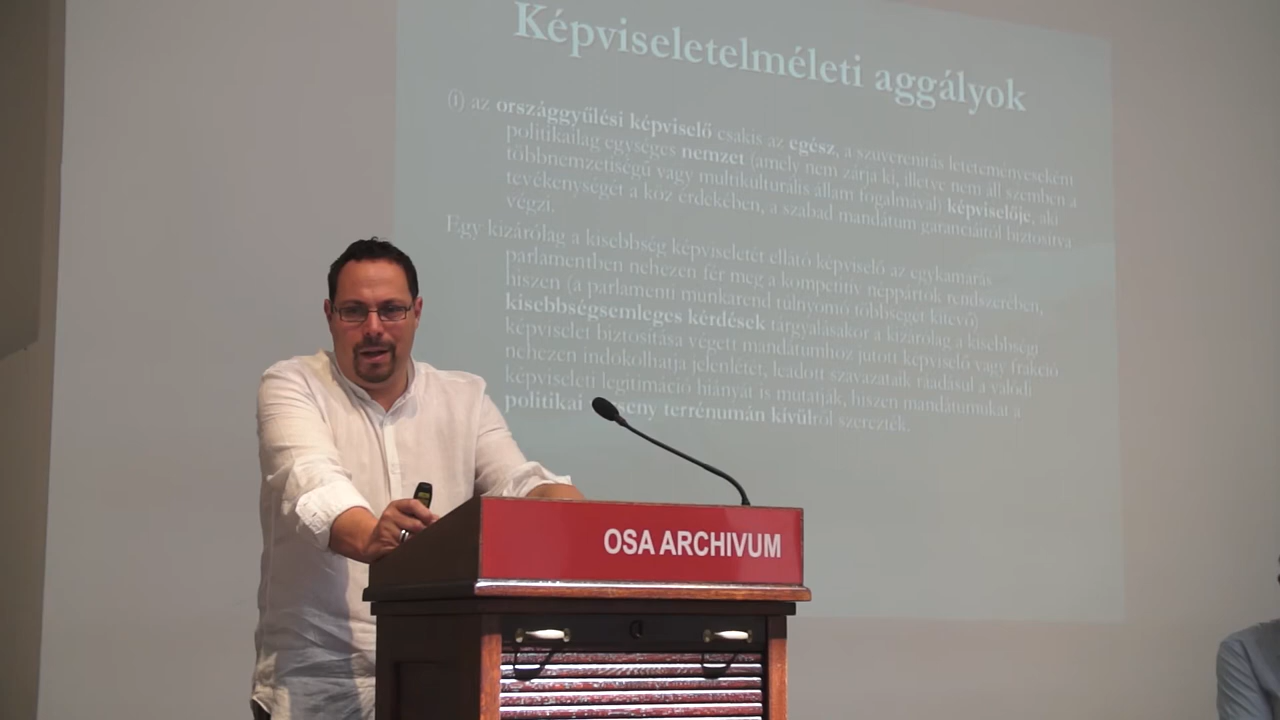 Képviseletelméleti aggályok
(i) az országgyűlési képviselő csakis az egész, a szuverenitás letéteményeseként
politikailag egységes nemzet (amely nem zárja ki, illetve nem áll szemben a
többnemzetiségű vagy multikulturális állam fogalmával) képviselője, aki
tevékenységét a köz érdekében, a szabad mandátum garanciáitól biztosítva
végzi.
Egy kizárólag a kisebbség képviseletét ellátó képviselő az egykamarás
parlamentben nehezen fér meg a kompetitív néppártok rendszerében,
hiszen (a parlamenti munkarend túlnyomó többségét kitevő)
kisebbségsemleges kérdések tárgyalásakor a kizárólag a kisebbségi
képviselet biztosítása végett mandátumhoz jutott képviselő vagy frakció
nehezen indokolhatja jelenlétét, leadott szavazataik ráadásul a valódi
képviseleti legitimáció hiányát is mutatják, hiszen mandátumukat a
politikai terrénumán kívülről szerezték.
OSA ARCHIVUM